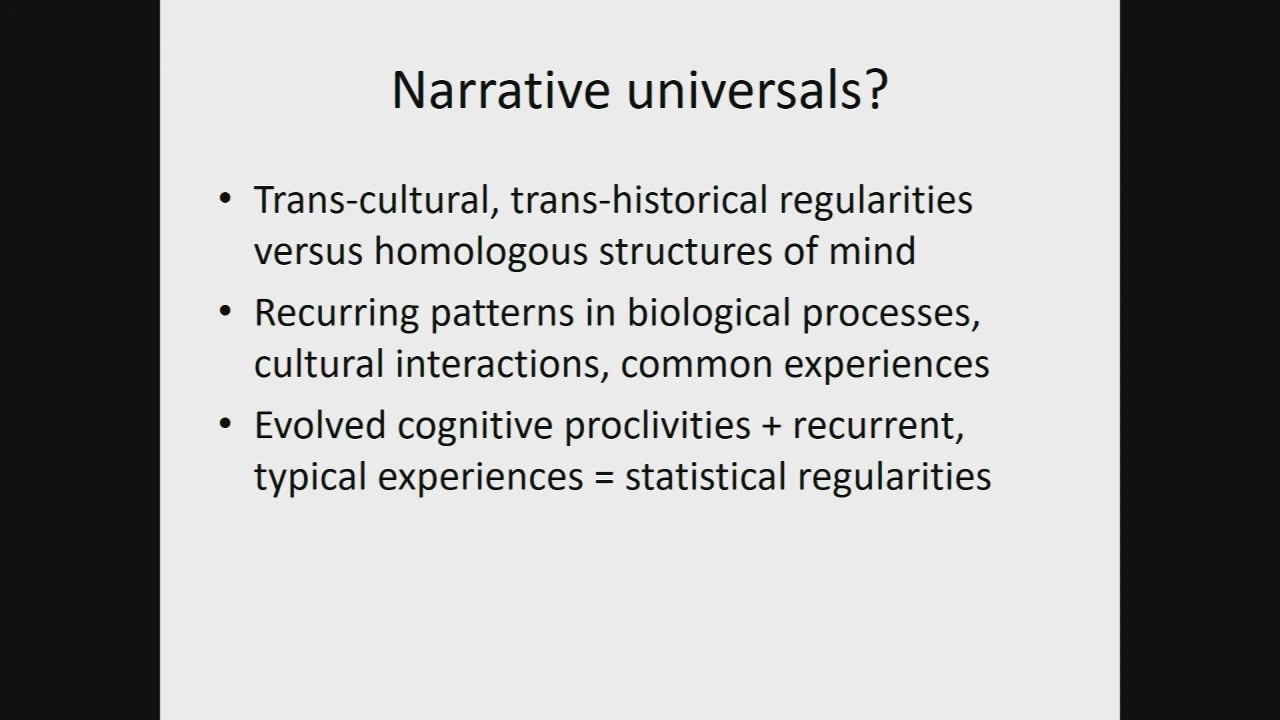 Narrative universals?
• Trans-cultural, trans-historical regularities
versus homologous structures of mind
• Recurring patterns in biological processes,
cultural interactions, common experiences
• Evolved cognitive proclivities + recurrent,
typical experiences = statistical regularities